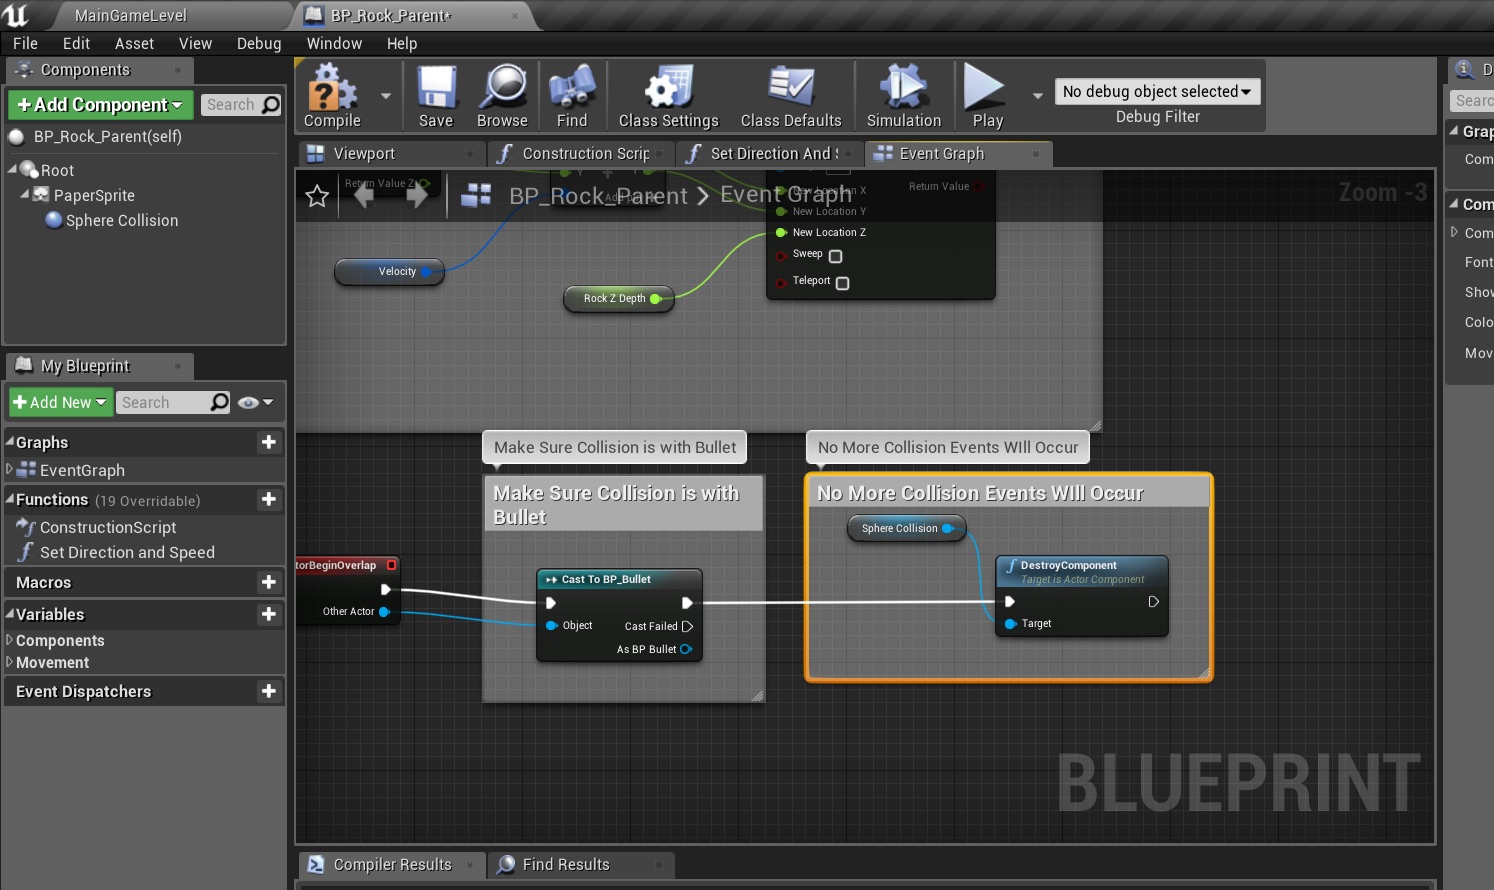 MainGameLevel
BP_Rock_Parent*
File Edit Asset View Debug Window Help
Components
+Add Component
Search
BP_Rock_Parent(self)
Root
PaperSprite
Sphere Collision
My Blueprint
+Add New
Search
Graphs
EventGraph
Functions (19 Overridable)
ConstructionScript
Set Direction and Speed
Macros
Variables
Components
Movement
Event Dispatchers
Compile
Save
Browse
Find
Class Settings
Class Defaults
Simulation
Play
No debug object selected
Debug Filter
Viewport
Construction Scrip
Set Direction And
Event Graph
BP_Rock_Parent > Event Graph
Zoom -3
Return Value Z
Y
Y
Add pin +
New Location X
Return Value
New Location Y
New Location Z
Sweep
Teleport
Velocity
Rock Z Depth
Make Sure Collision is with Bullet
No More Collision Events WIll Occur
Make Sure Collision is with
Bullet
No More Collision Events WIll Occur
Sphere Collision
torBeginOverlap
Other Actor
Cast To BP_Bullet
Object
Cast Failed
As BP Bullet
DestroyComponent
Target is Actor Component
Target
BLUEPRINT
Compiler Results
Find Results
D
Searc
Grap
Com
Com
Com
Font
Show
Colo
Mov